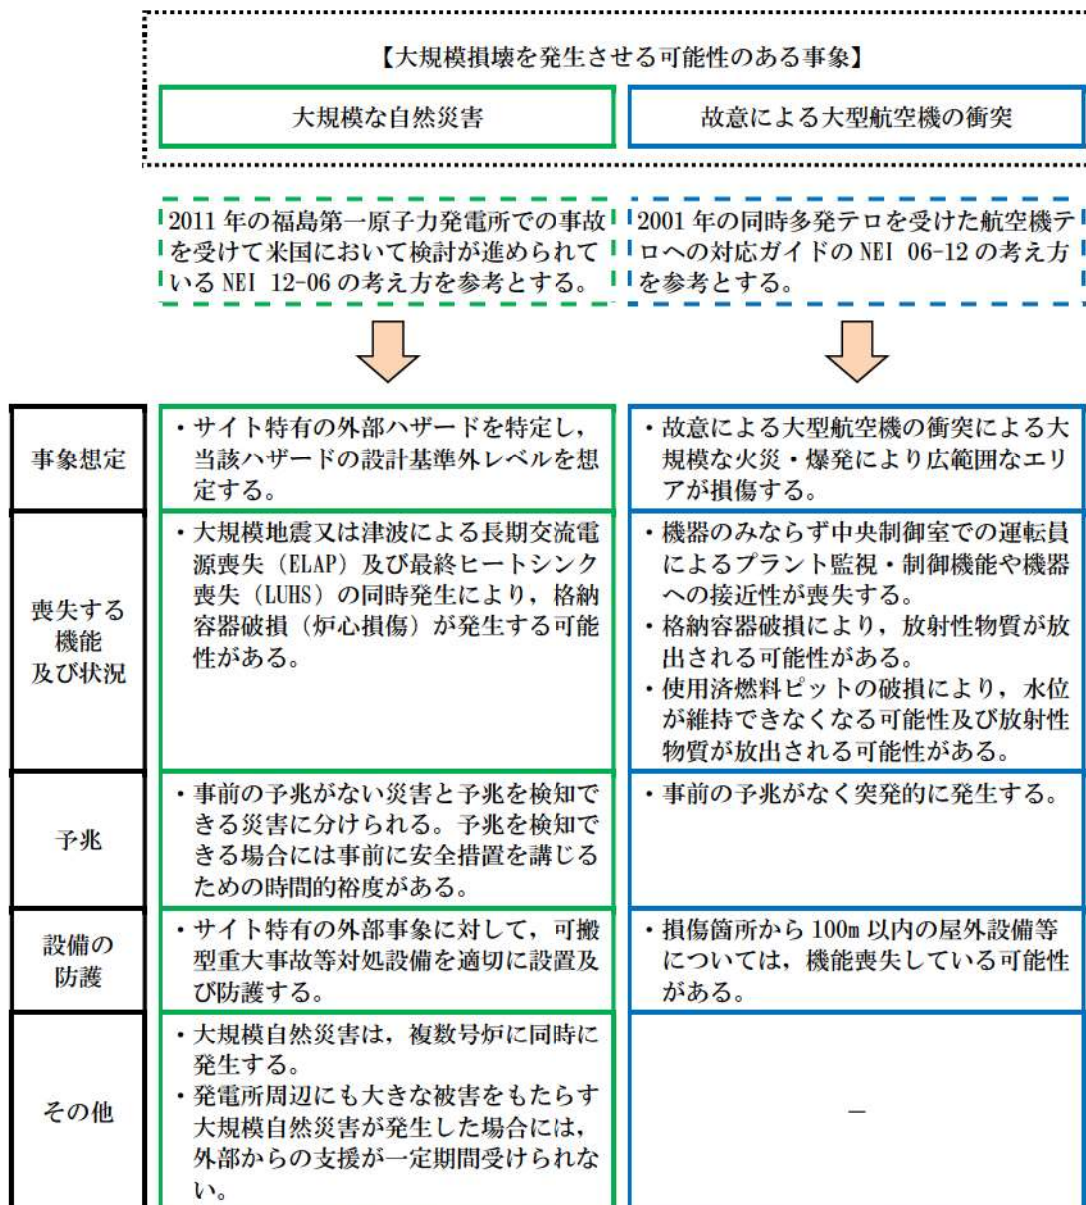 【大規模損壊を発生させる可能性のある事象】
大規模な自然災害
故意による大型航空機の衝突
2011 年の福島第一原子力発電所での事故
を受けて米国において検討が進められて
いる NEI 12-06 の考え方を参考とする。
2001 年の同時多発テロを受けた航空機テ
ロへの対応ガイドの NEI 06-12 の考え方
を参考とする。
事象想定
・サイト特有の外部ハザードを特定し，
当該ハザードの設計基準外レベルを想
定する。
・故意による大型航空機の衝突による大
規模な火災・爆発により広範囲なエリ
アが損傷する。
喪失する
機能
及び状況
・大規模地震又は津波による長期交流電
源喪失（ELAP）及び最終ヒートシンク
喪失（LUHS）の同時発生により，格納
容器破損（炉心損傷）が発生する可能
性がある。
・機器のみならず中央制御室での運転員
によるプラント監視・制御機能や機器
への接近性が喪失する。
・格納容器破損により，放射性物質が放
出される可能性がある。
・使用済燃料ピットの破損により，水位
が維持できなくなる可能性及び放射性
物質が放出される可能性がある。
予兆
・事前の予兆がない災害と予兆を検知で
きる災害に分けられる。予兆を検知で
きる場合には事前に安全措置を講じる
ための時間的裕度がある。
・事前の予兆がなく突発的に発生する。
設備の
防護
・サイト特有の外部事象に対して，可搬
型重大事故等対処設備を適切に設置及
び防護する。
・損傷箇所から 100m 以内の屋外設備等
については，機能喪失している可能性
がある。
その他
・大規模自然災害は，複数号炉に同時に
発生する。
・発電所周辺にも大きな被害をもたらす
大規模自然災害が発生した場合には，
外部からの支援が一定期間受けられな
い。
－